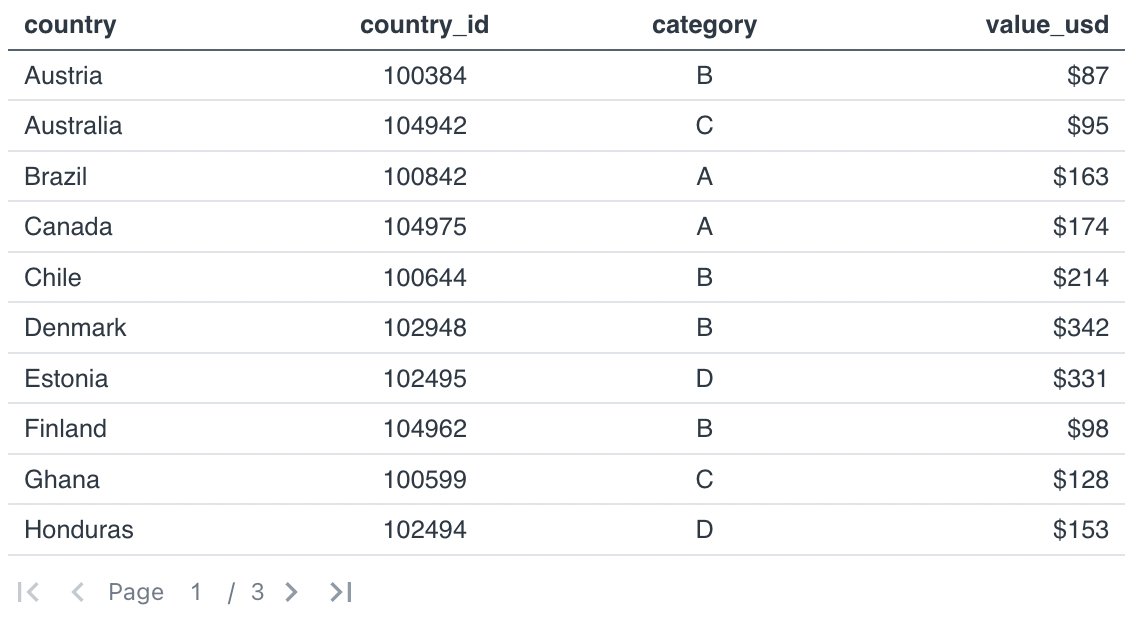 country country_id category value_usd
Austria 100384 B $87
Australia 104942 C $95
Brazil 100842 A $163
Canada 104975 A $174
Chile 100644 B $214
Denmark 102948 B $342
Estonia 102495 D $331
Finland 104962 B $98
Ghana 100599 C $128
Honduras 102494 D $153
Page 1 / 3